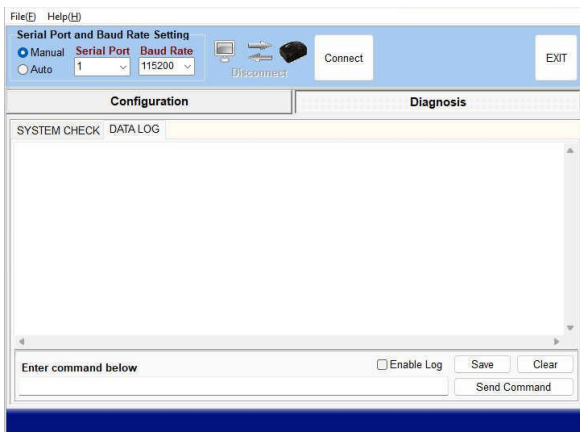 File(F) Help(H)
Serial Port and Baud Rate Setting
Manual Serial Port Baud Rate
Auto 1 115200
Disconnect
Connect
EXIT
Configuration Diagnosis
SYSTEM CHECK DATA LOG
Enter command below Enable Log Save Clear
Send Command